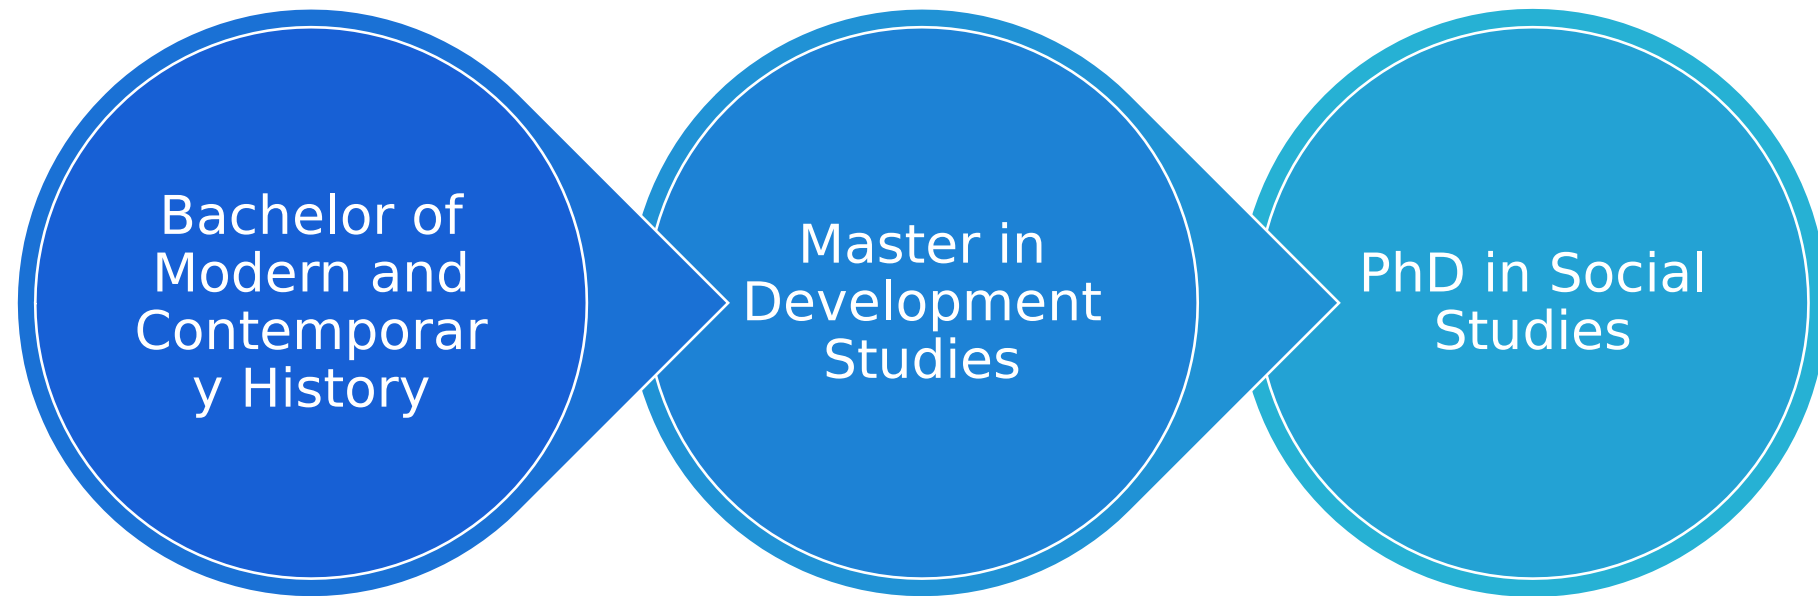 Bachelor of
Modern and
Contemporar
y History
Master in
Development
Studies
PhD in Social
Studies